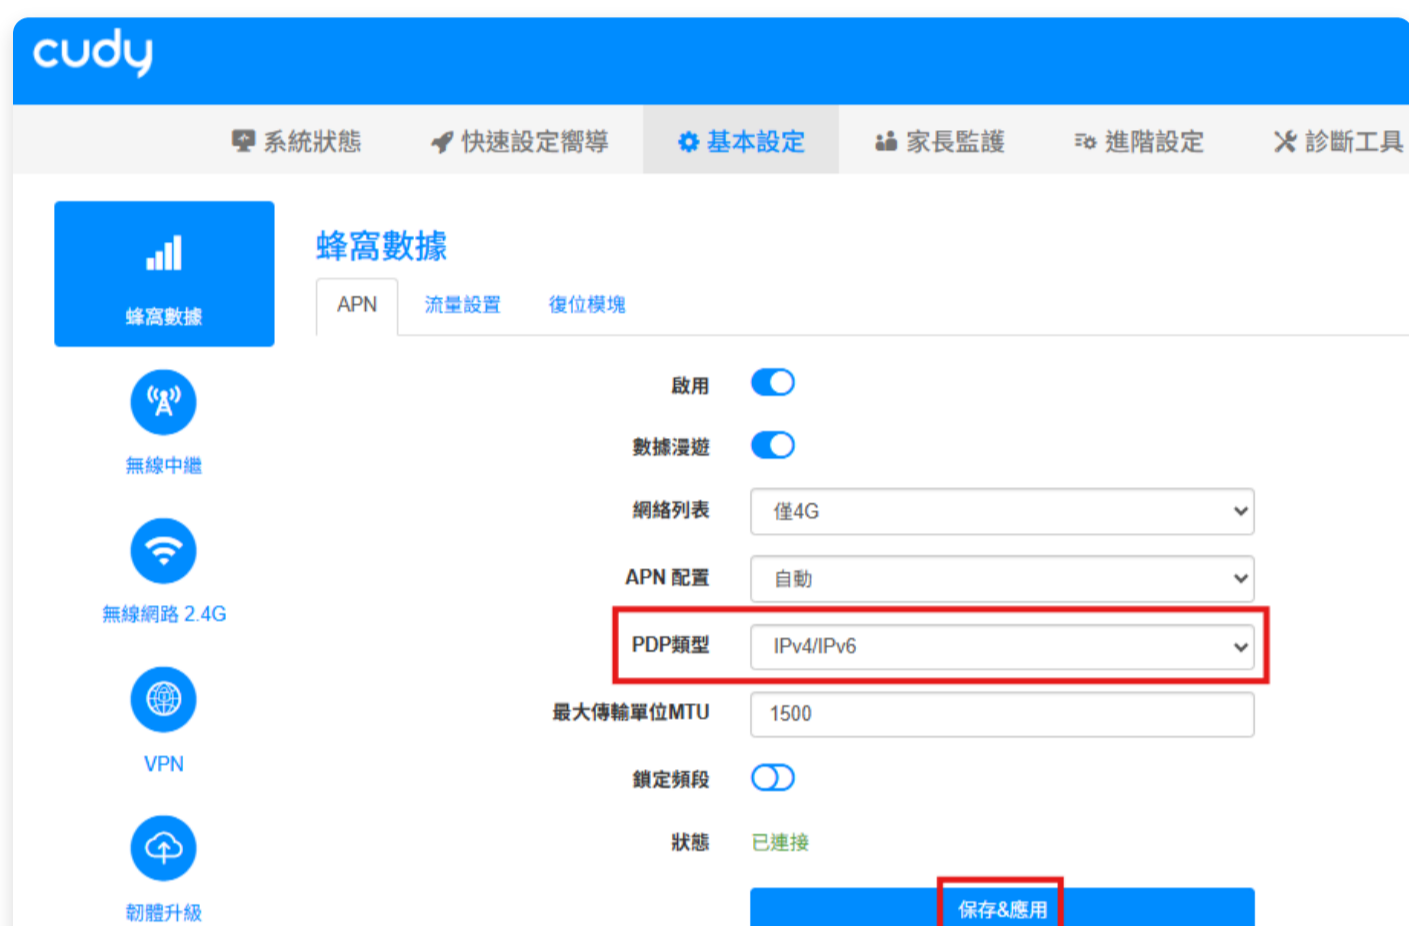 cudy
系統狀態 快速設定嚮導 基本設定 家長監護 進階設定 診斷工具
蜂窩數據
無線中繼
無線網路 2.4G
VPN
韌體升級
蜂窩數據
APN 流量設置 復位模塊
啟用
數據漫遊
網絡列表 僅4G
APN 配置 自動
PDP類型 IPv4/IPv6
最大傳輸單位MTU 1500
鎖定頻段
狀態 已連接
保存&應用